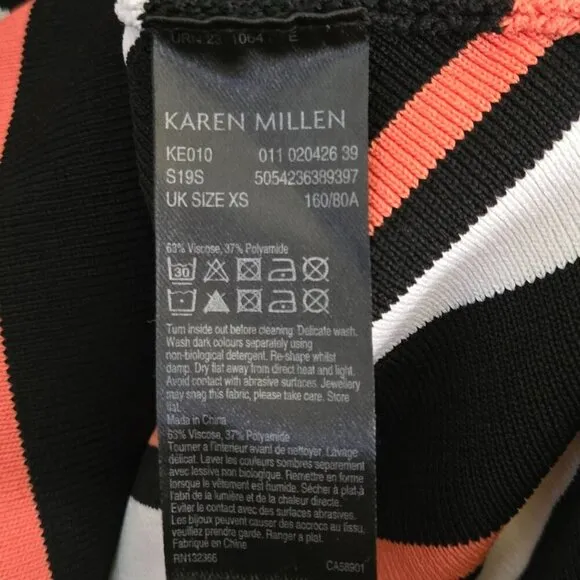 KAREN MILLEN
KE010 011 020426 39
S19S 5054236389397
UK SIZE XS 160/80A
63% Viscose, 37% Polyamide
30
Turn inside out before cleaning. Delicate wash.
Wash dark colours separately using
non-biological detergent. Re-shape whilst
damp. Dry flat away from direct heat and light.
Avoid contact with abrasive surfaces. Jewellery
may snag this fabric, please take care. Store
flat.
Made in China
63% Viscose, 37% Polyamide
Tourner a l'interieur avant de nettoyer. Lavage
délicat. Laver les couleurs sombres separement
avec lessive non biologique. Remettre en forme
lorsque le vêtement est humide. Sécher à plat à
l'abri de la lumière et de la chaleur directe.
Eviter le contact avec des surfaces abrasives.
Les bijoux peuvent causer des accrocs au tissu,
veuillez prendre garde. Ranger a plat.
Fabriqué en Chine
RN132366 CA58901